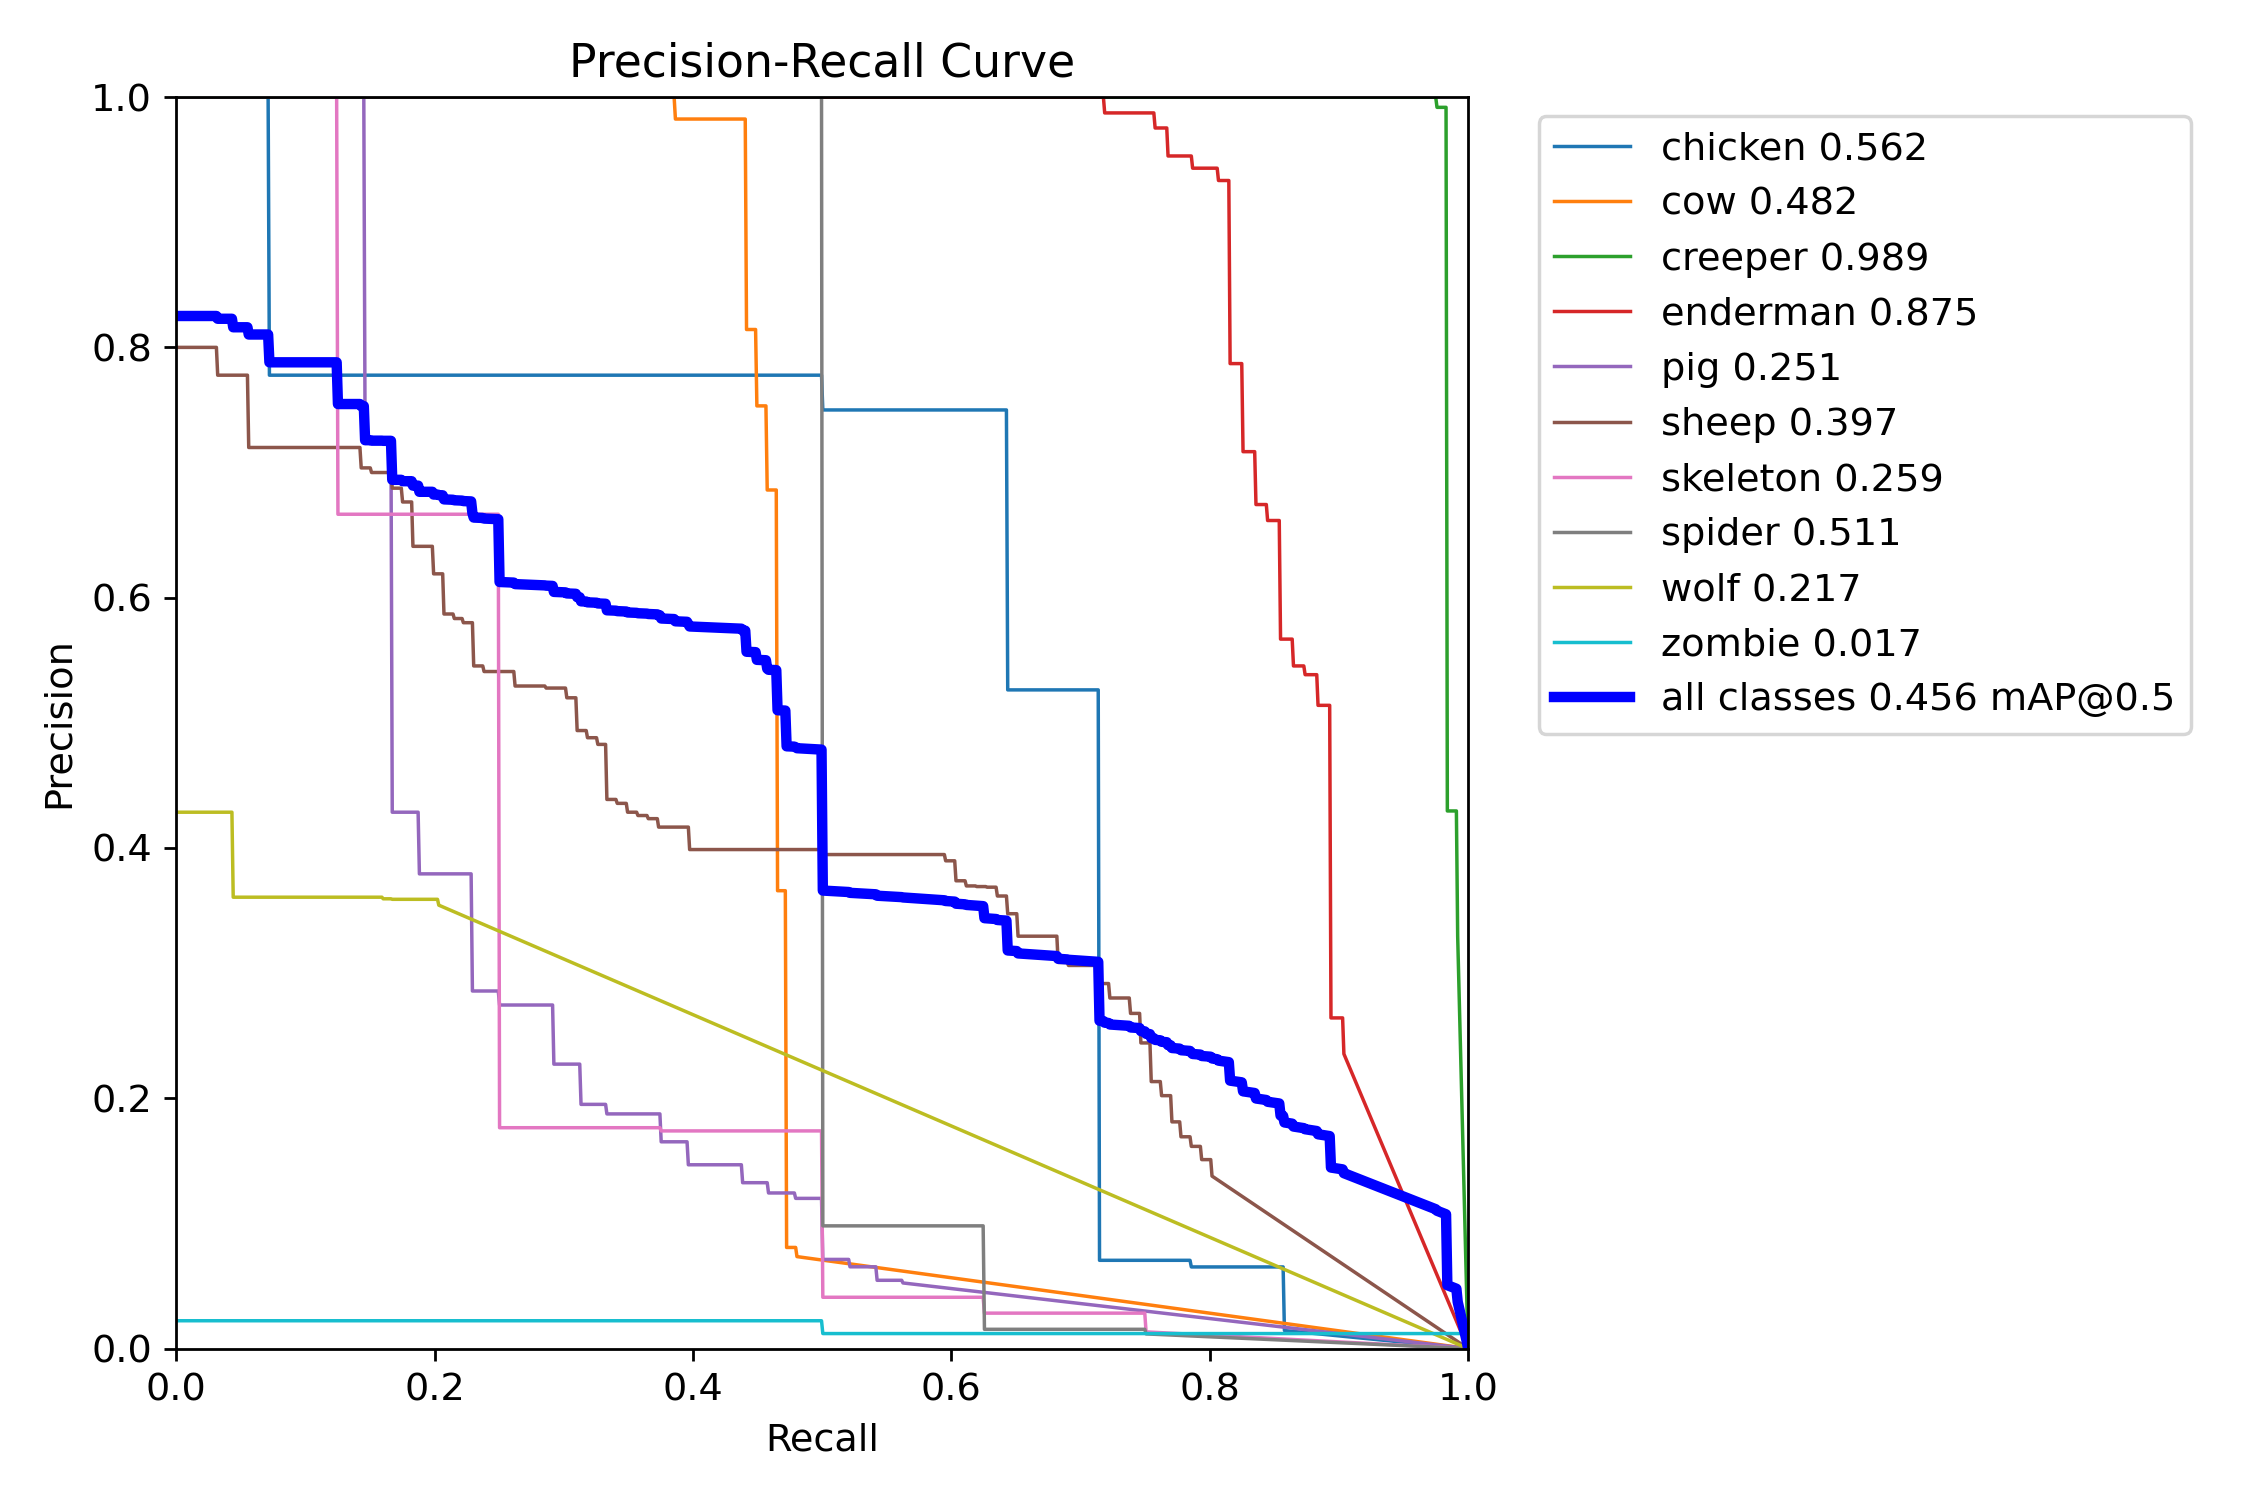 Precision-Recall Curve
1.0
0.8
0.6
0.4
0.2
0.0
Precision
0.0 0.2 0.4 0.6 0.8 1.0
Recall
chicken 0.562
cow 0.482
creeper 0.989
enderman 0.875
pig 0.251
sheep 0.397
skeleton 0.259
spider 0.511
wolf 0.217
zombie 0.017
all classes 0.456 mAP@0.5